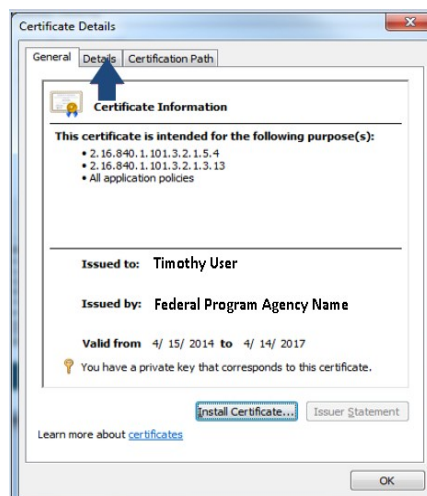 Certificate Details
General Details Certification Path
Certificate Information
This certificate is intended for the following purpose(s):
• 2.16.840.1.101.3.2.1.5.4
• 2.16.840.1.101.3.2.1.3.13
• All application policies
Issued to: Timothy User
Issued by: Federal Program Agency Name
Valid from 4/ 15/ 2014 to 4/ 14/ 2017
You have a private key that corresponds to this certificate.
Install Certificate... Issuer Statement
Learn more about certificates
OK